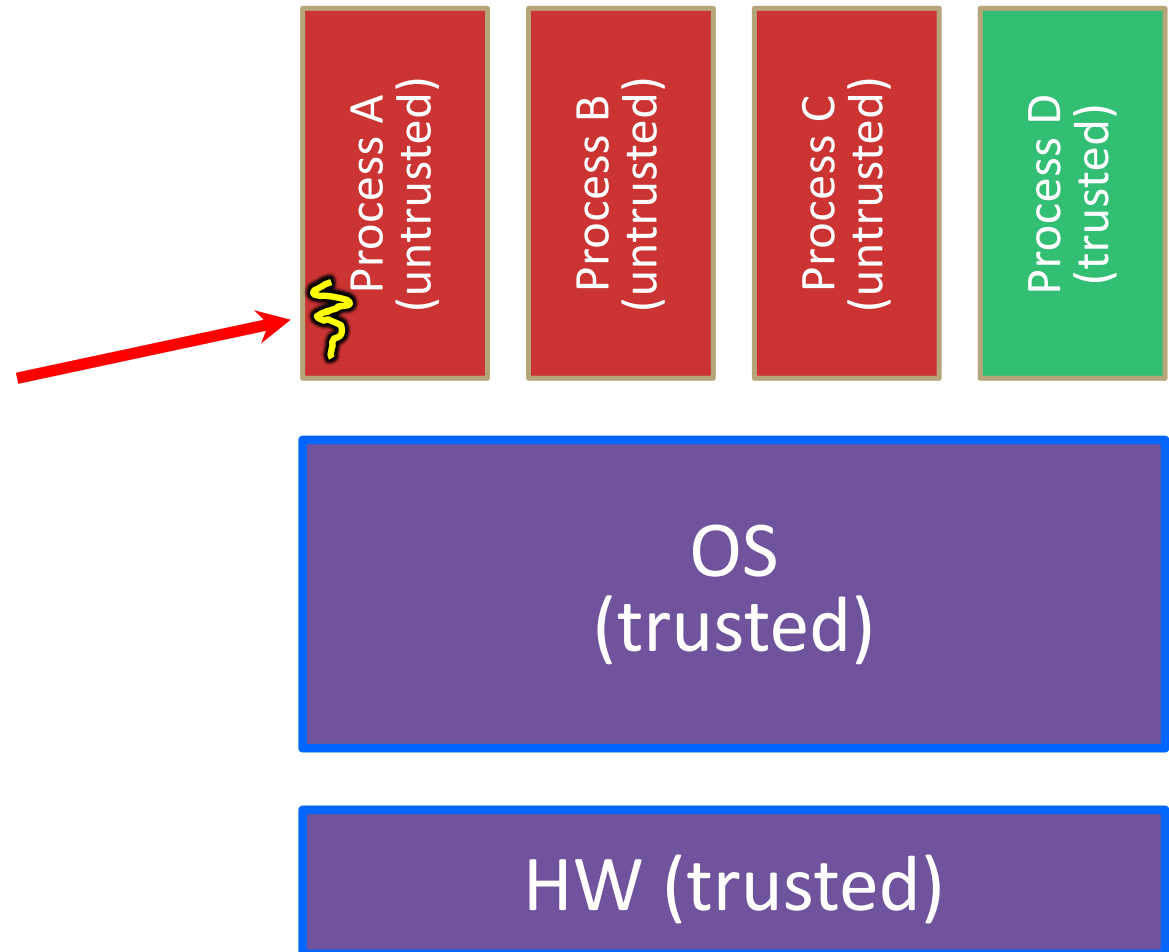 Process A
(untrusted)
Process B
(untrusted)
Process C
(untrusted)
Process D
(trusted)
OS
(trusted)
HW (trusted)